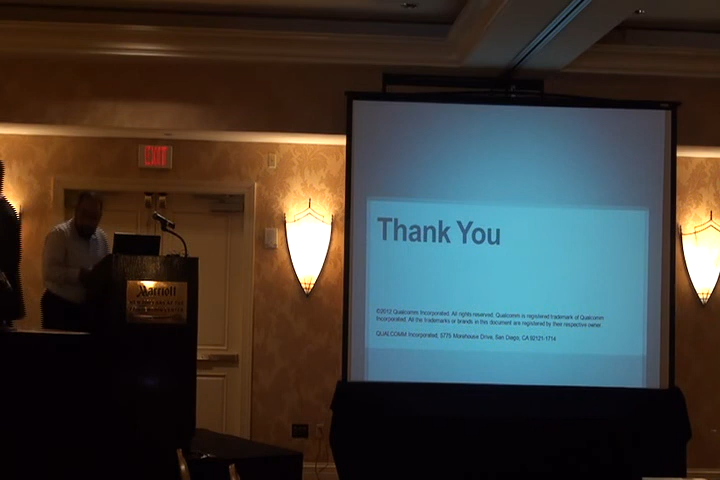 EXIT
Marriott
Thank You
©2012 Qualcomm Incorporated. All rights reserved. Qualcomm is registered trademark of Qualcomm
Incorporated. All the trademarks or brands in this document are registered by their respective owner.
QUALCOMM Incorporated, 5775 Morehouse Drive, San Diego, CA 92121-1714